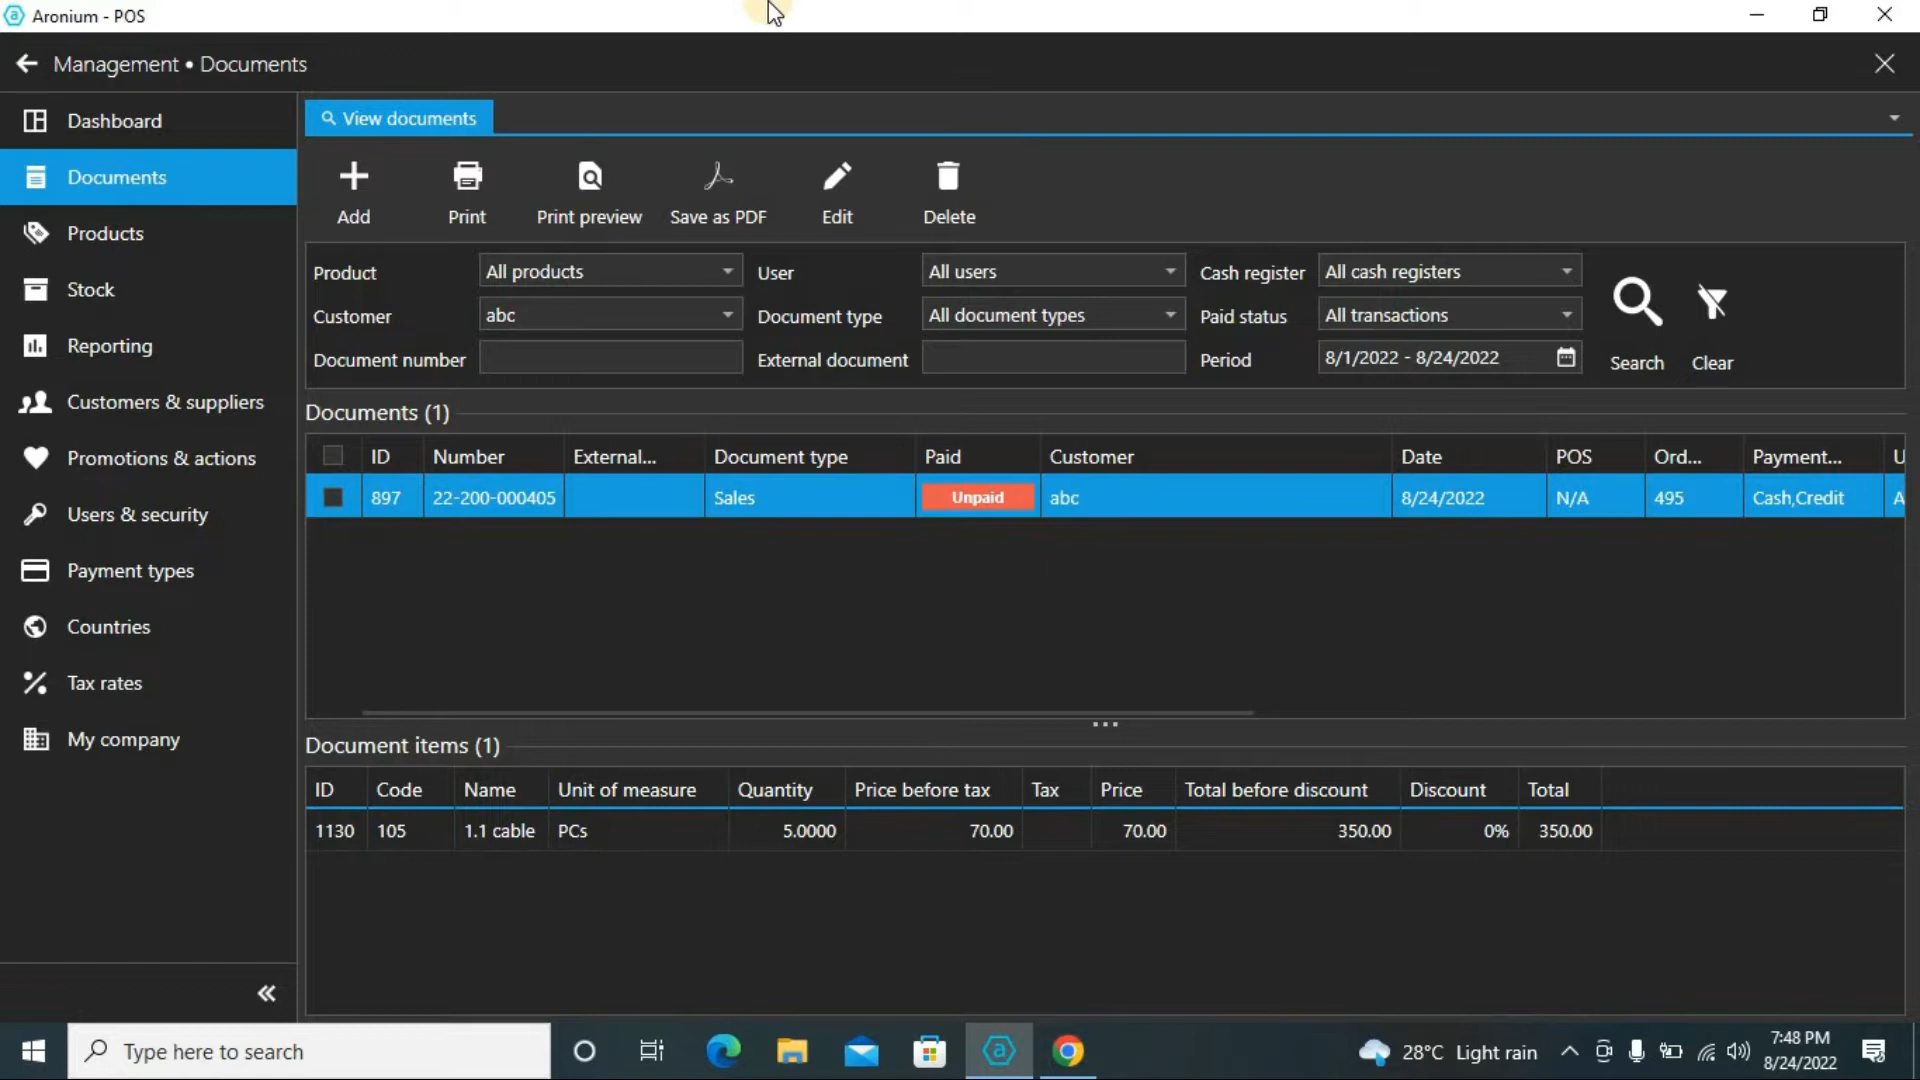 Aronium - POS
Management • Documents
Dashboard
Documents
Products
Stock
Reporting
Customers & suppliers
Promotions & actions
Users & security
Payment types
Countries
Tax rates
My company
View documents
Add Print Print preview Save as PDF Edit Delete
Product All products User All users Cash register All cash registers
Customer abc Document type All document types Paid status All transactions
Document number External document Period 8/1/2022 - 8/24/2022
Search Clear
Documents (1)
ID Number External... Document type Paid Customer Date POS Ord... Payment... U
897 22-200-000405 Sales Unpaid abc 8/24/2022 N/A 495 Cash,Credit A
Document items (1)
ID Code Name Unit of measure Quantity Price before tax Tax Price Total before discount Discount Total
1130 105 1.1 cable PCs 5.0000 70.00 70.00 350.00 0% 350.00
Type here to search
28°C Light rain
7:48 PM
8/24/2022